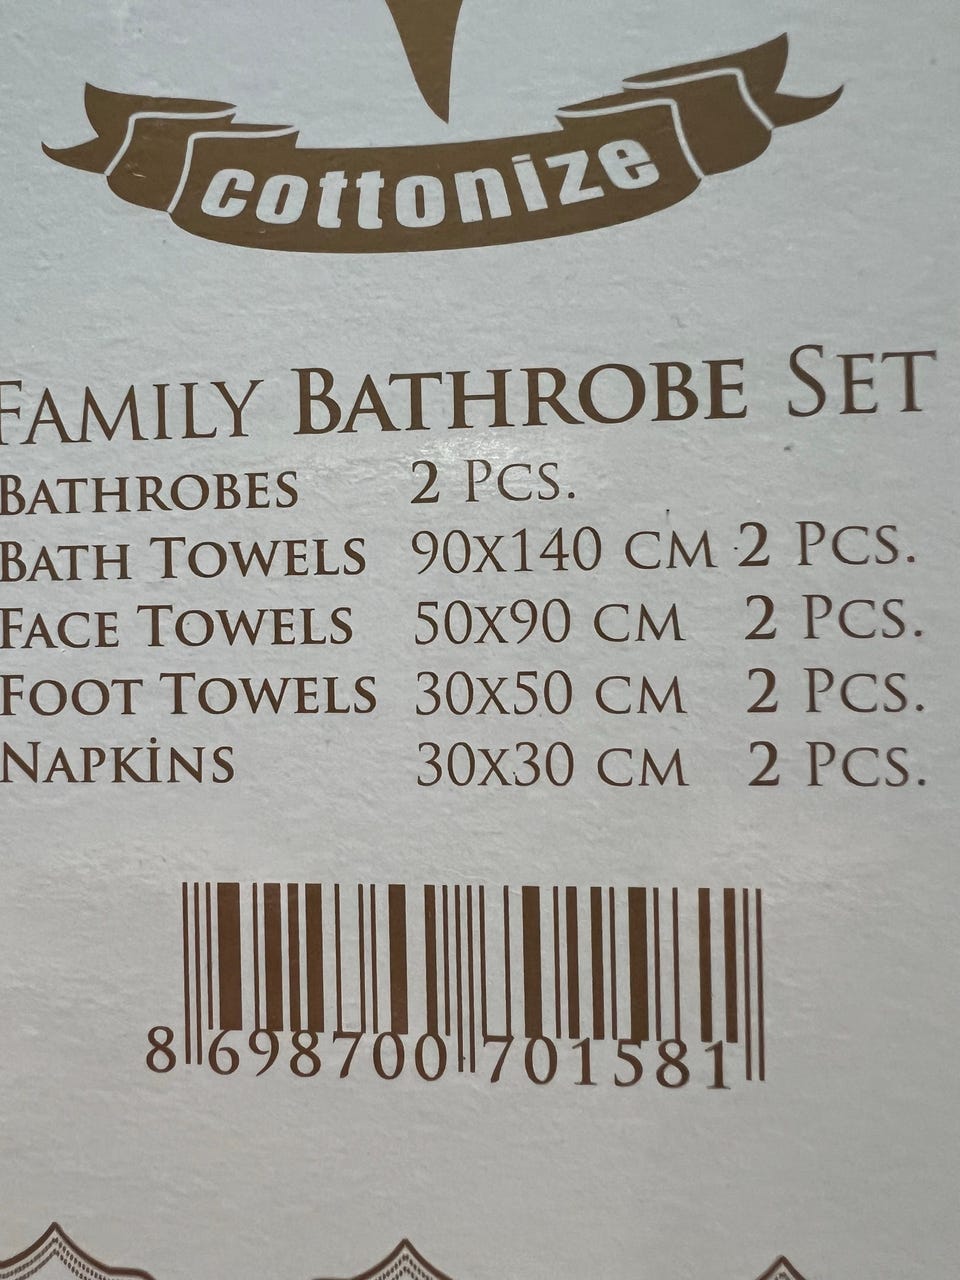 cottonize
FAMILY BATHROBE SET
BATHROBES 2 PCS.
BATH TOWELS 90X140 CM 2 PCS.
FACE TOWELS 50X90 CM 2 PCS.
FOOT TOWELS 30X50 CM 2 PCS.
NAPKİNS 30X30 CM 2 PCS.
8 698700 701581